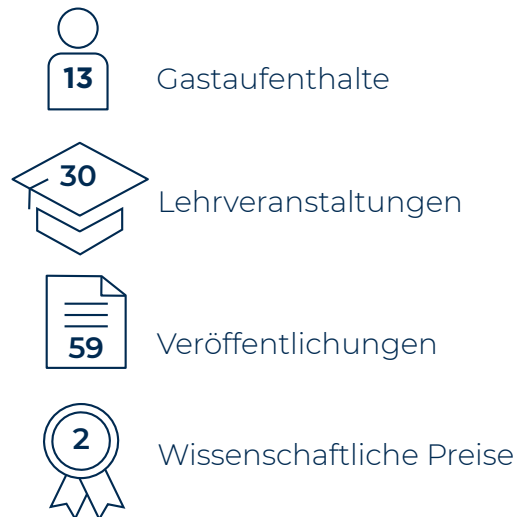 13 Gastaufenthalte
30 Lehrveranstaltungen
59 Veröffentlichungen
2 Wissenschaftliche Preise